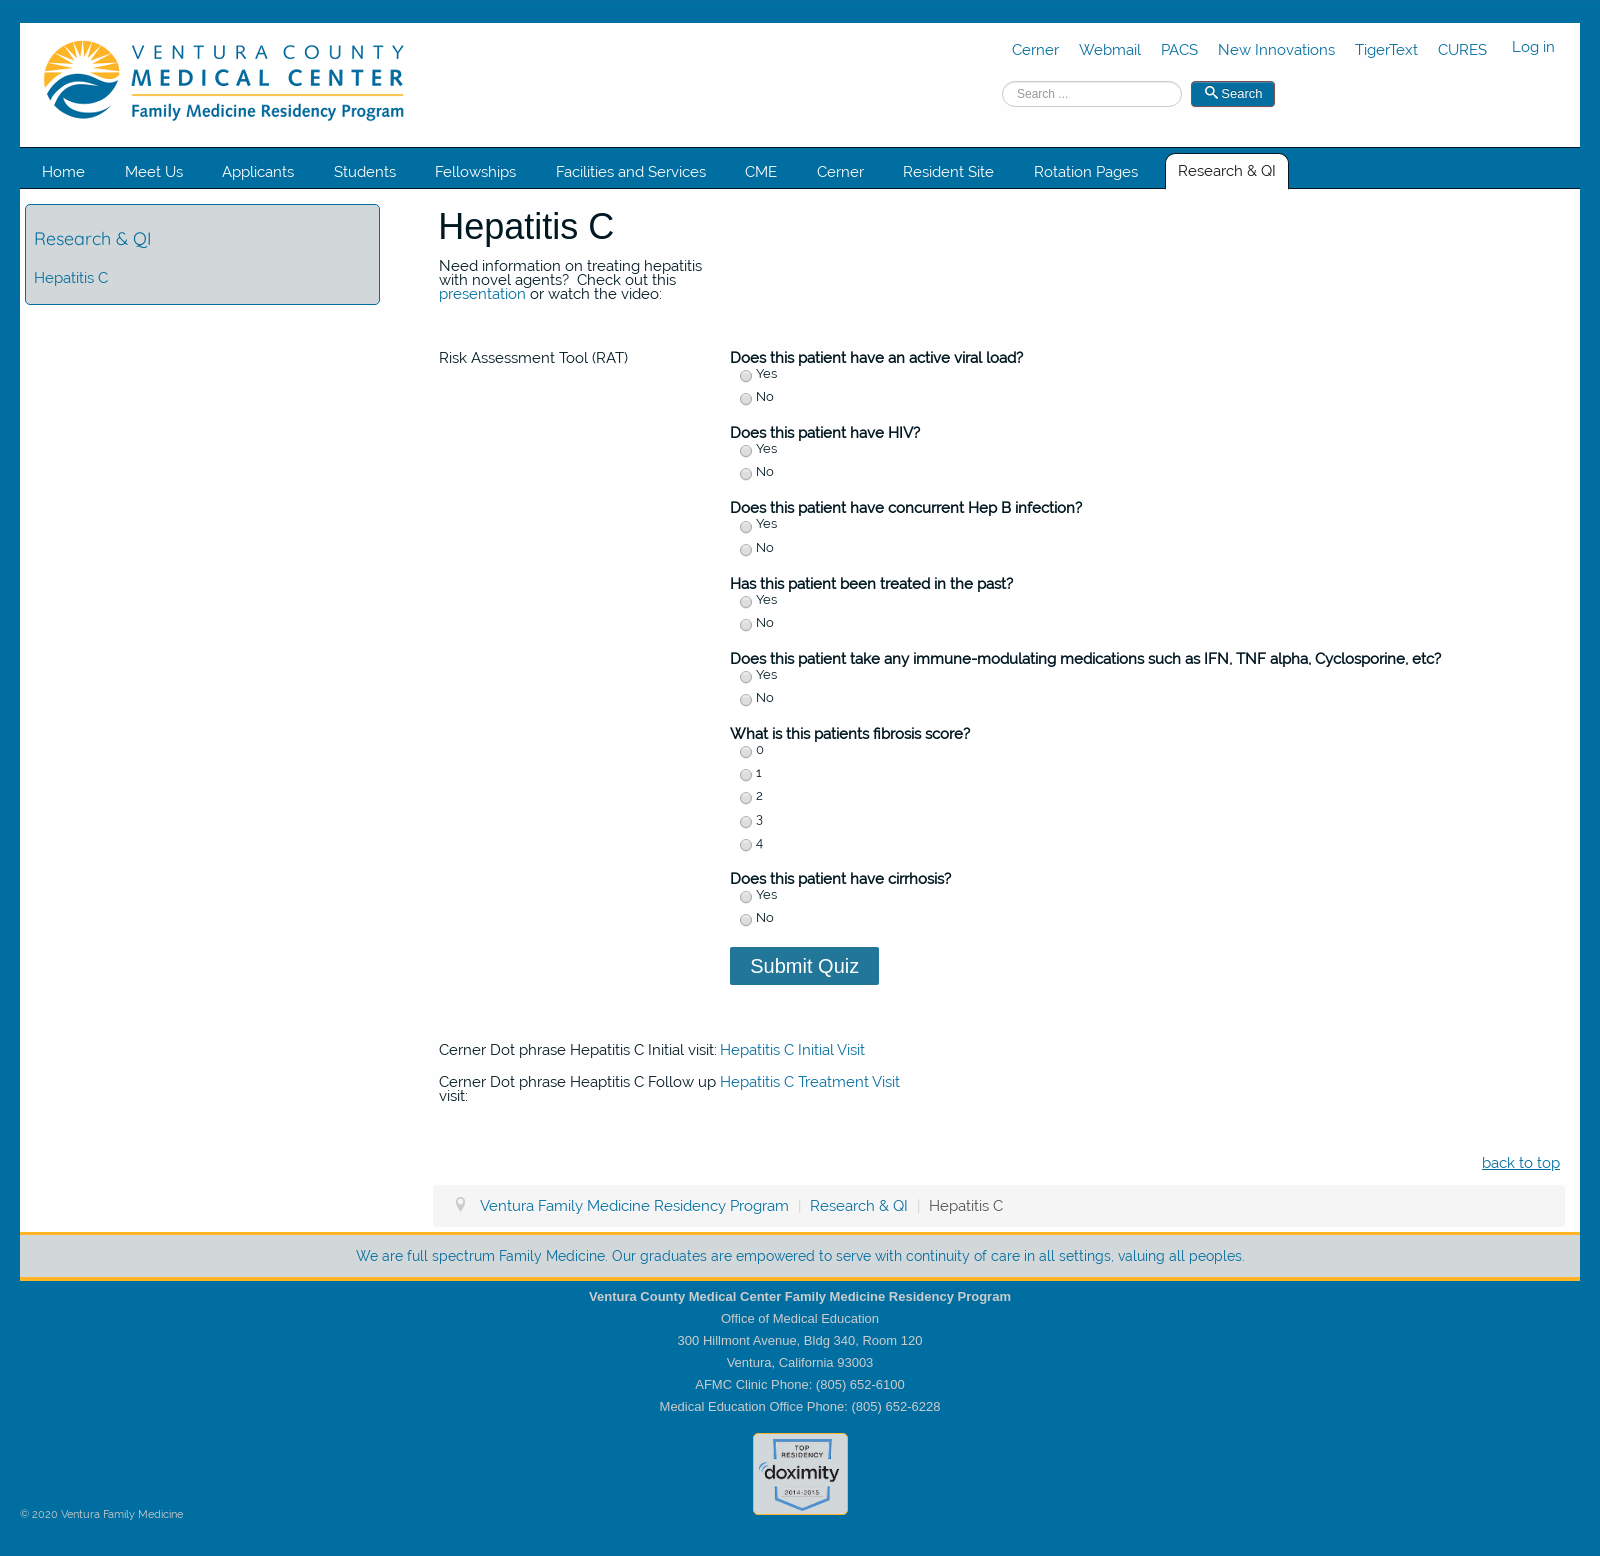 VENTURA COUNTY
MEDICAL CENTER
Family Medicine Residency Program
Cerner Webmail PACS New Innovations TigerText CURES Log in
Search ... Search
Home Meet Us Applicants Students Fellowships Facilities and Services CME Cerner Resident Site Rotation Pages Research & QI
Research & QI
Hepatitis C
Hepatitis C
Need information on treating hepatitis
with novel agents?  Check out this
presentation or watch the video:
Risk Assessment Tool (RAT)
Does this patient have an active viral load?
Yes
No
Does this patient have HIV?
Yes
No
Does this patient have concurrent Hep B infection?
Yes
No
Has this patient been treated in the past?
Yes
No
Does this patient take any immune-modulating medications such as IFN, TNF alpha, Cyclosporine, etc?
Yes
No
What is this patients fibrosis score?
0
1
2
3
4
Does this patient have cirrhosis?
Yes
No
Submit Quiz
Cerner Dot phrase Hepatitis C Initial visit: Hepatitis C Initial Visit
Cerner Dot phrase Heaptitis C Follow up Hepatitis C Treatment Visit
visit:
back to top
Ventura Family Medicine Residency Program | Research & QI | Hepatitis C
We are full spectrum Family Medicine. Our graduates are empowered to serve with continuity of care in all settings, valuing all peoples.
Ventura County Medical Center Family Medicine Residency Program
Office of Medical Education
300 Hillmont Avenue, Bldg 340, Room 120
Ventura, California 93003
AFMC Clinic Phone: (805) 652-6100
Medical Education Office Phone: (805) 652-6228
TOP
RESIDENCY
doximity
2014-2015
© 2020 Ventura Family Medicine